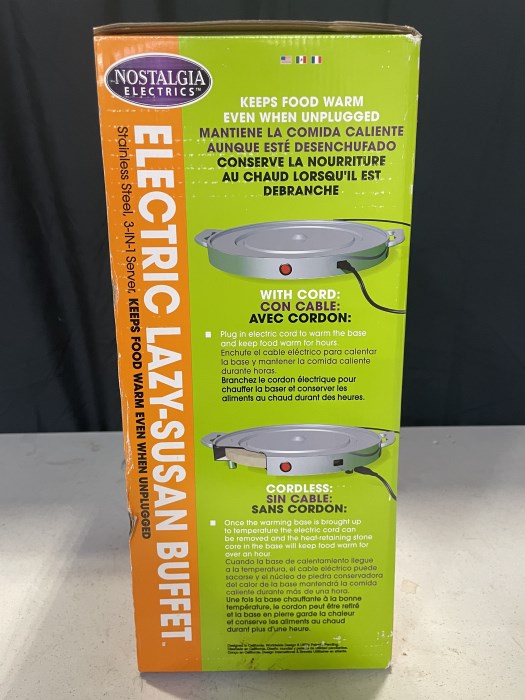 NOSTALGIA
ELECTRICS™
ELECTRIC LAZY-SUSAN BUFFET™
Stainless Steel, 3-IN-1 Server, KEEPS FOOD WARM EVEN WHEN UNPLUGGED
KEEPS FOOD WARM
EVEN WHEN UNPLUGGED
MANTIENE LA COMIDA CALIENTE
AUNQUE ESTÉ DESENCHUFADO
CONSERVE LA NOURRITURE
AU CHAUD LORSQU'IL EST
DEBRANCHE
WITH CORD:
CON CABLE:
AVEC CORDON:
Plug in electric cord to warm the base
and keep food warm for hours.
Enchufe el cable eléctrico para calentar
la base y mantener la comida caliente
durante horas.
Branchez le cordon électrique pour
chauffer la baser et conserver les
aliments au chaud durant des heures.
CORDLESS:
SIN CABLE:
SANS CORDON:
Once the warming base is brought up
to temperature the electric cord can
be removed and the heat-retaining stone
core in the base will keep food warm for
over an hour.
Cuando la base de calentamiento llegue
a la temperatura, el cable eléctrico puede
sacarse y el núcleo de piedra conservadora
del calor de la base mantendrá la comida
caliente durante más de una hora.
Une fois la base chauffante à la bonne
température, le cordon peut être retiré
et la base en pierre garde la chaleur
et conserve les aliments au chaud
durant plus d'une heure.